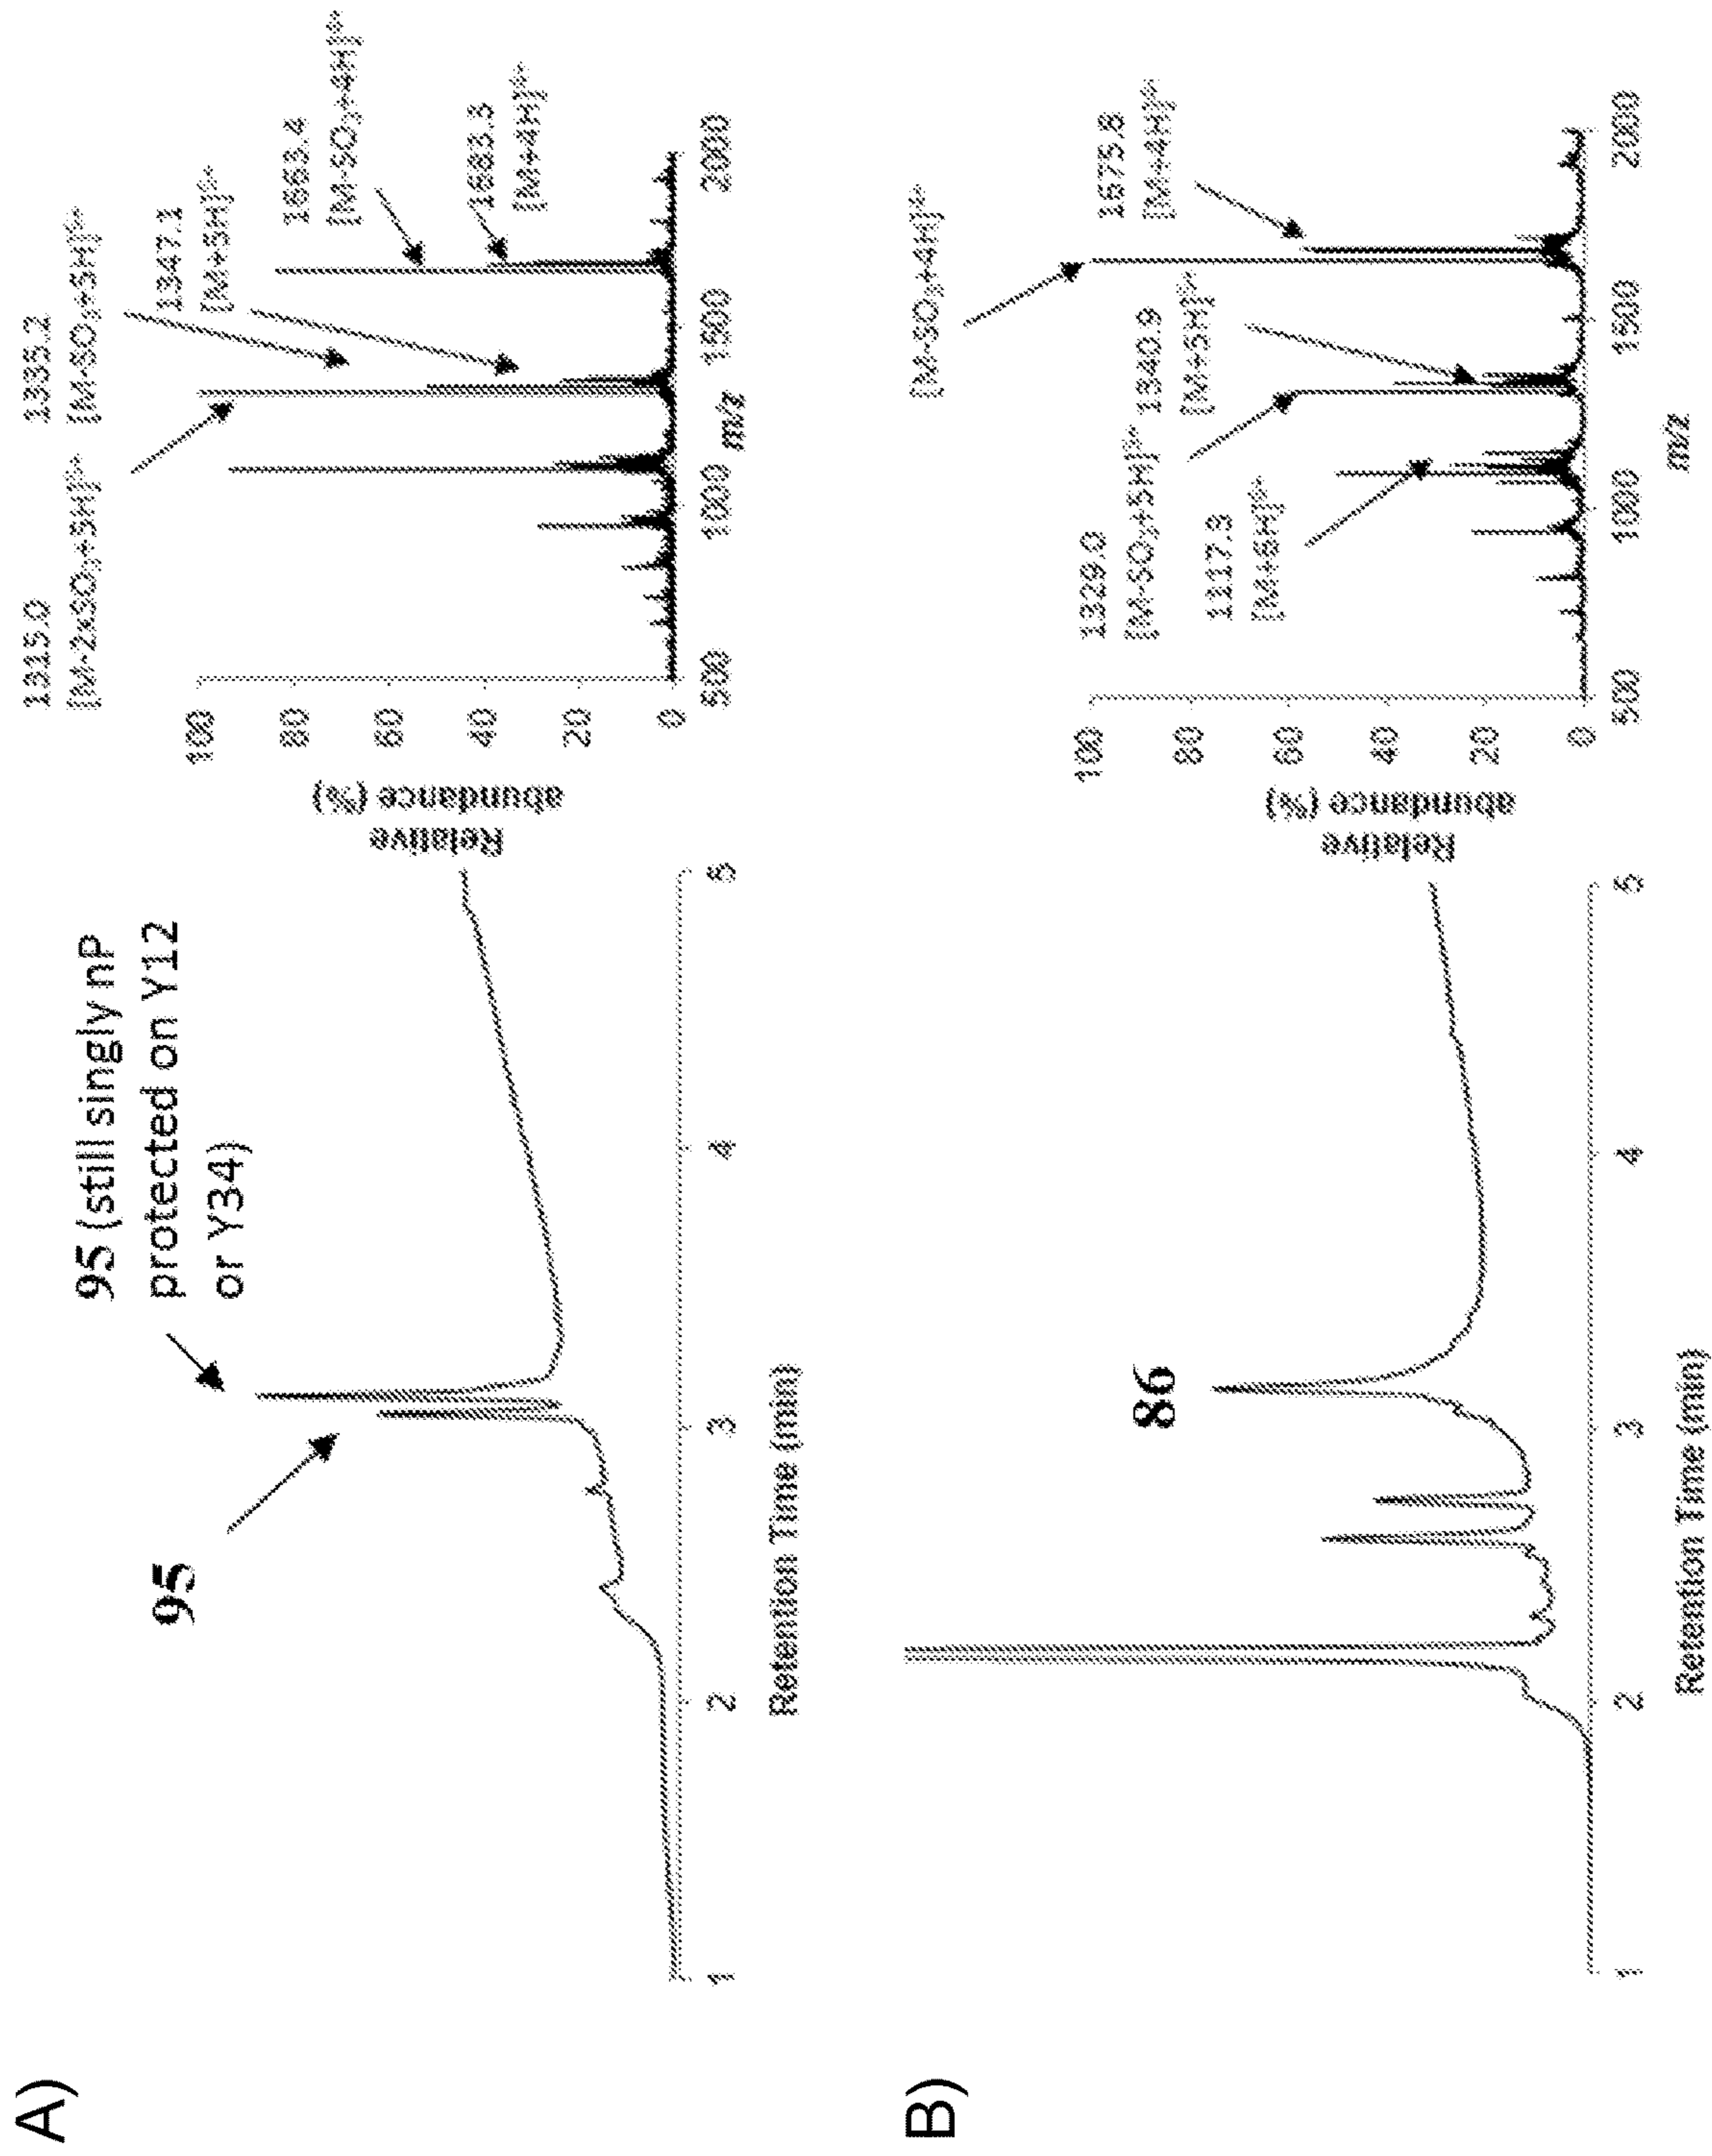 A)
95
95 (still singly nP
protected on Y12
or Y34)
1
2
3
4
5
Retention Time (min)
Relative
abundance (%)
100
80
60
40
20
0
500
1000
1500
2000
m/z
1315.0
[M-2xSO₃+5H]⁵⁺
1335.2
[M-SO₃+5H]⁵⁺
1347.1
[M+5H]⁵⁺
1663.4
[M-SO₃+4H]⁴⁺
1683.3
[M+4H]⁴⁺
B)
86
1
2
3
4
5
Retention Time (min)
Relative
abundance (%)
100
80
60
40
20
0
500
1000
1500
2000
m/z
1329.0
[M-SO₃+5H]⁵⁺
1117.3
[M+6H]⁶⁺
1340.9
[M+5H]⁵⁺
[M-SO₃+4H]⁴⁺
1675.8
[M+4H]⁴⁺